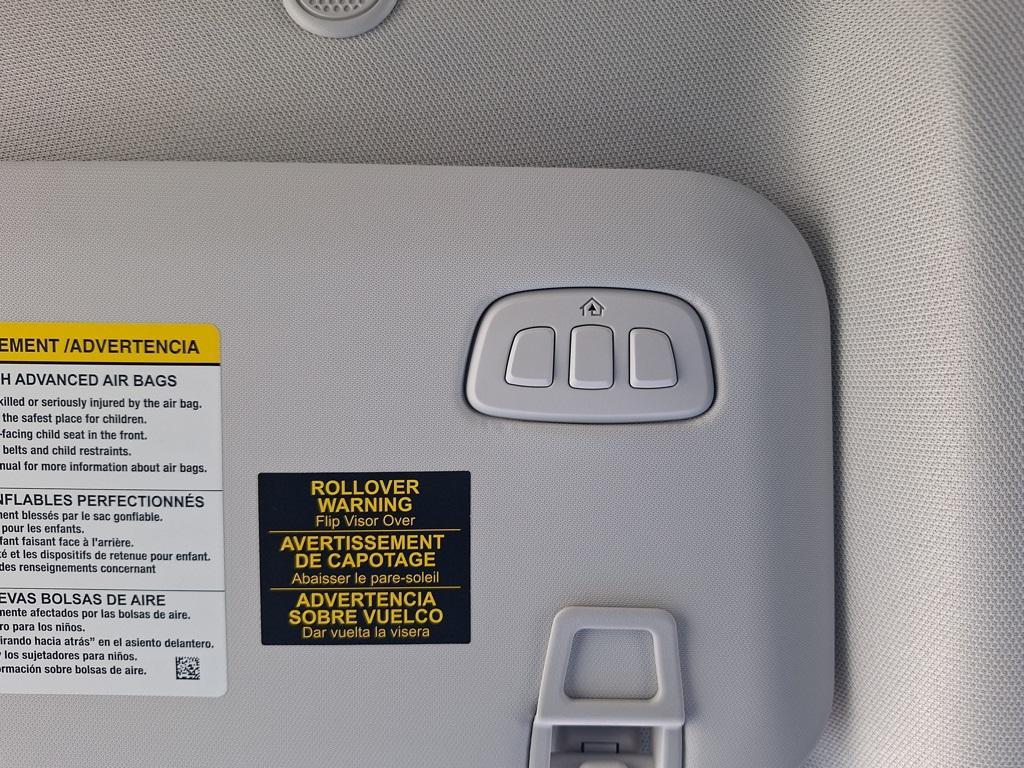 EMENT /ADVERTENCIA
H ADVANCED AIR BAGS
killed or seriously injured by the air bag.
the safest place for children.
-facing child seat in the front.
belts and child restraints.
nual for more information about air bags.
NFLABLES PERFECTIONNÉS
ment blessés par le sac gonflable.
pour les enfants.
fant faisant face à l'arrière.
té et les dispositifs de retenue pour enfant.
des renseignements concernant
EVAS BOLSAS DE AIRE
mente afectados por las bolsas de aire.
ro para los niños.
irando hacia atrás" en el asiento delantero.
y los sujetadores para niños.
ormación sobre bolsas de aire.
ROLLOVER
WARNING
Flip Visor Over
AVERTISSEMENT
DE CAPOTAGE
Abaisser le pare-soleil
ADVERTENCIA
SOBRE VUELCO
Dar vuelta la visera